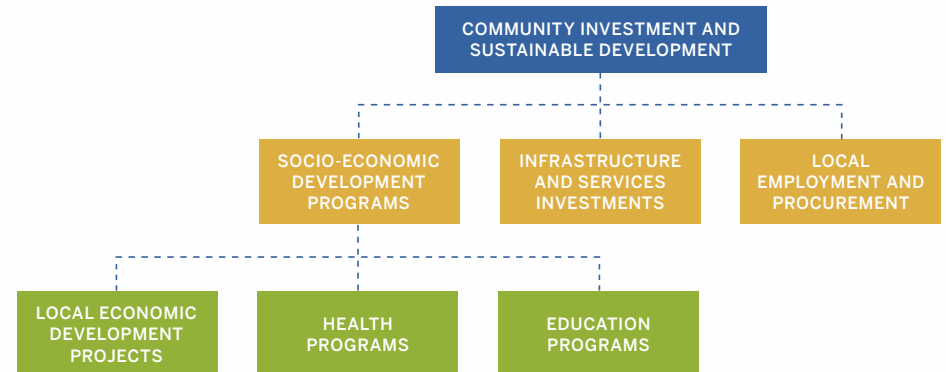 COMMUNITY INVESTMENT AND
SUSTAINABLE DEVELOPMENT
SOCIO-ECONOMIC
DEVELOPMENT
PROGRAMS
INFRASTRUCTURE
AND SERVICES
INVESTMENTS
LOCAL
EMPLOYMENT AND
PROCUREMENT
LOCAL ECONOMIC
DEVELOPMENT
PROJECTS
HEALTH
PROGRAMS
EDUCATION
PROGRAMS